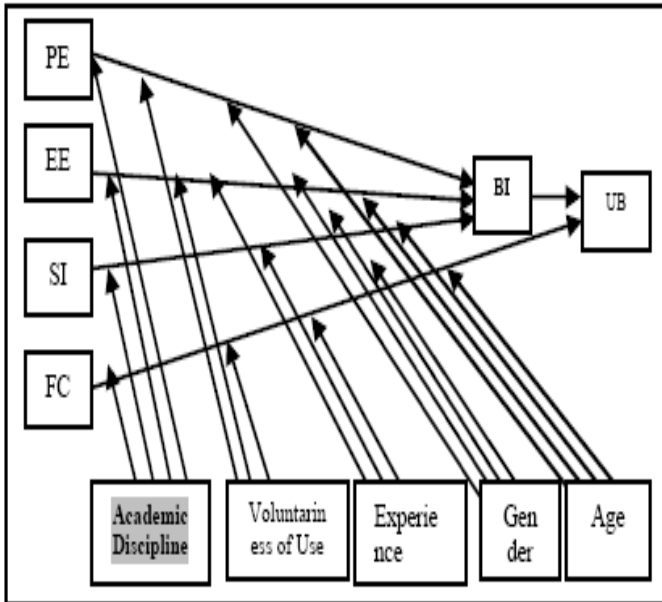 PE
EE
BI
UB
SI
FC
Academic
Discipline
Voluntarin
ess of Use
Experie
nce
Gen
der
Age